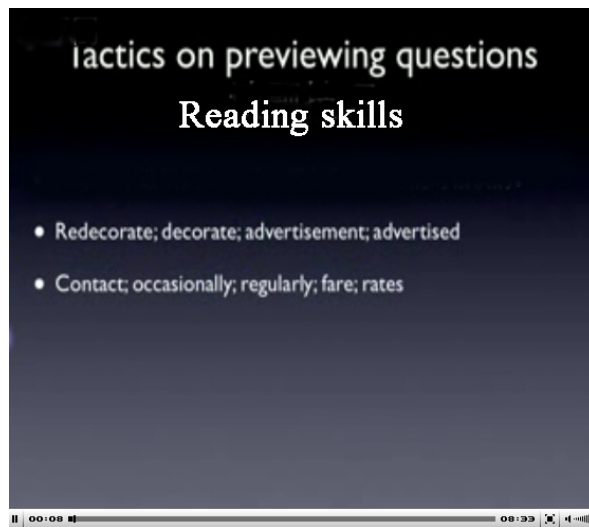 Tactics on previewing questions
Reading skills
• Redecorate; decorate; advertisement; advertised
• Contact; occasionally; regularly; fare; rates
00:08
08:33